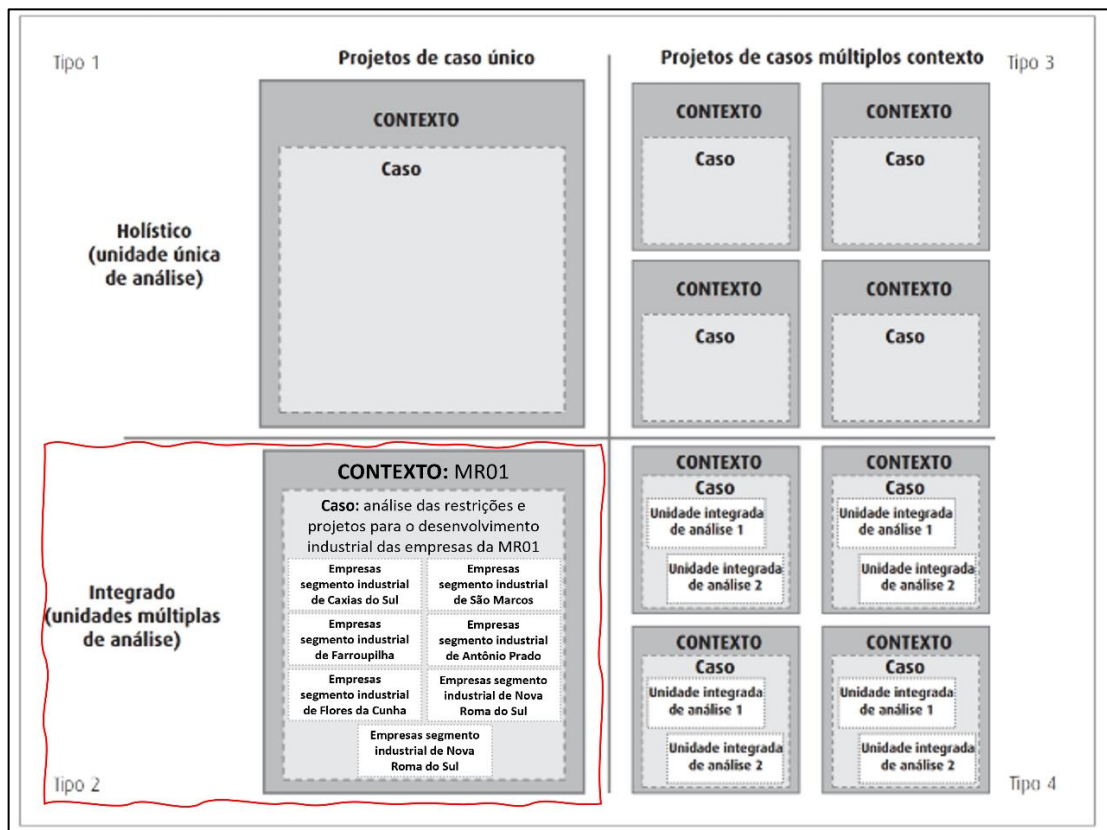 Tipo 1
Projetos de caso único
Projetos de casos múltiplos contexto
Tipo 3
Holístico
(unidade única
de análise)
CONTEXTO
Caso
CONTEXTO
Caso
CONTEXTO
Caso
CONTEXTO
Caso
CONTEXTO
Caso
Integrado
(unidades múltiplas
de análise)
CONTEXTO: MR01
Caso: análise das restrições e
projetos para o desenvolvimento
industrial das empresas da MR01
Empresas
segmento industrial
de Caxias do Sul
Empresas
segmento industrial
de São Marcos
Empresas
segmento industrial
de Farroupilha
Empresas
segmento industrial
de Antônio Prado
Empresas
segmento industrial
de Flores da Cunha
Empresas segmento
industrial de Nova
Roma do Sul
Empresas segmento
industrial de Nova
Roma do Sul
CONTEXTO
Caso
Unidade integrada
de análise 1
Unidade integrada
de análise 2
CONTEXTO
Caso
Unidade integrada
de análise 1
Unidade integrada
de análise 2
CONTEXTO
Caso
Unidade integrada
de análise 1
Unidade integrada
de análise 2
CONTEXTO
Caso
Unidade integrada
de análise 1
Unidade integrada
de análise 2
Tipo 2
Tipo 4